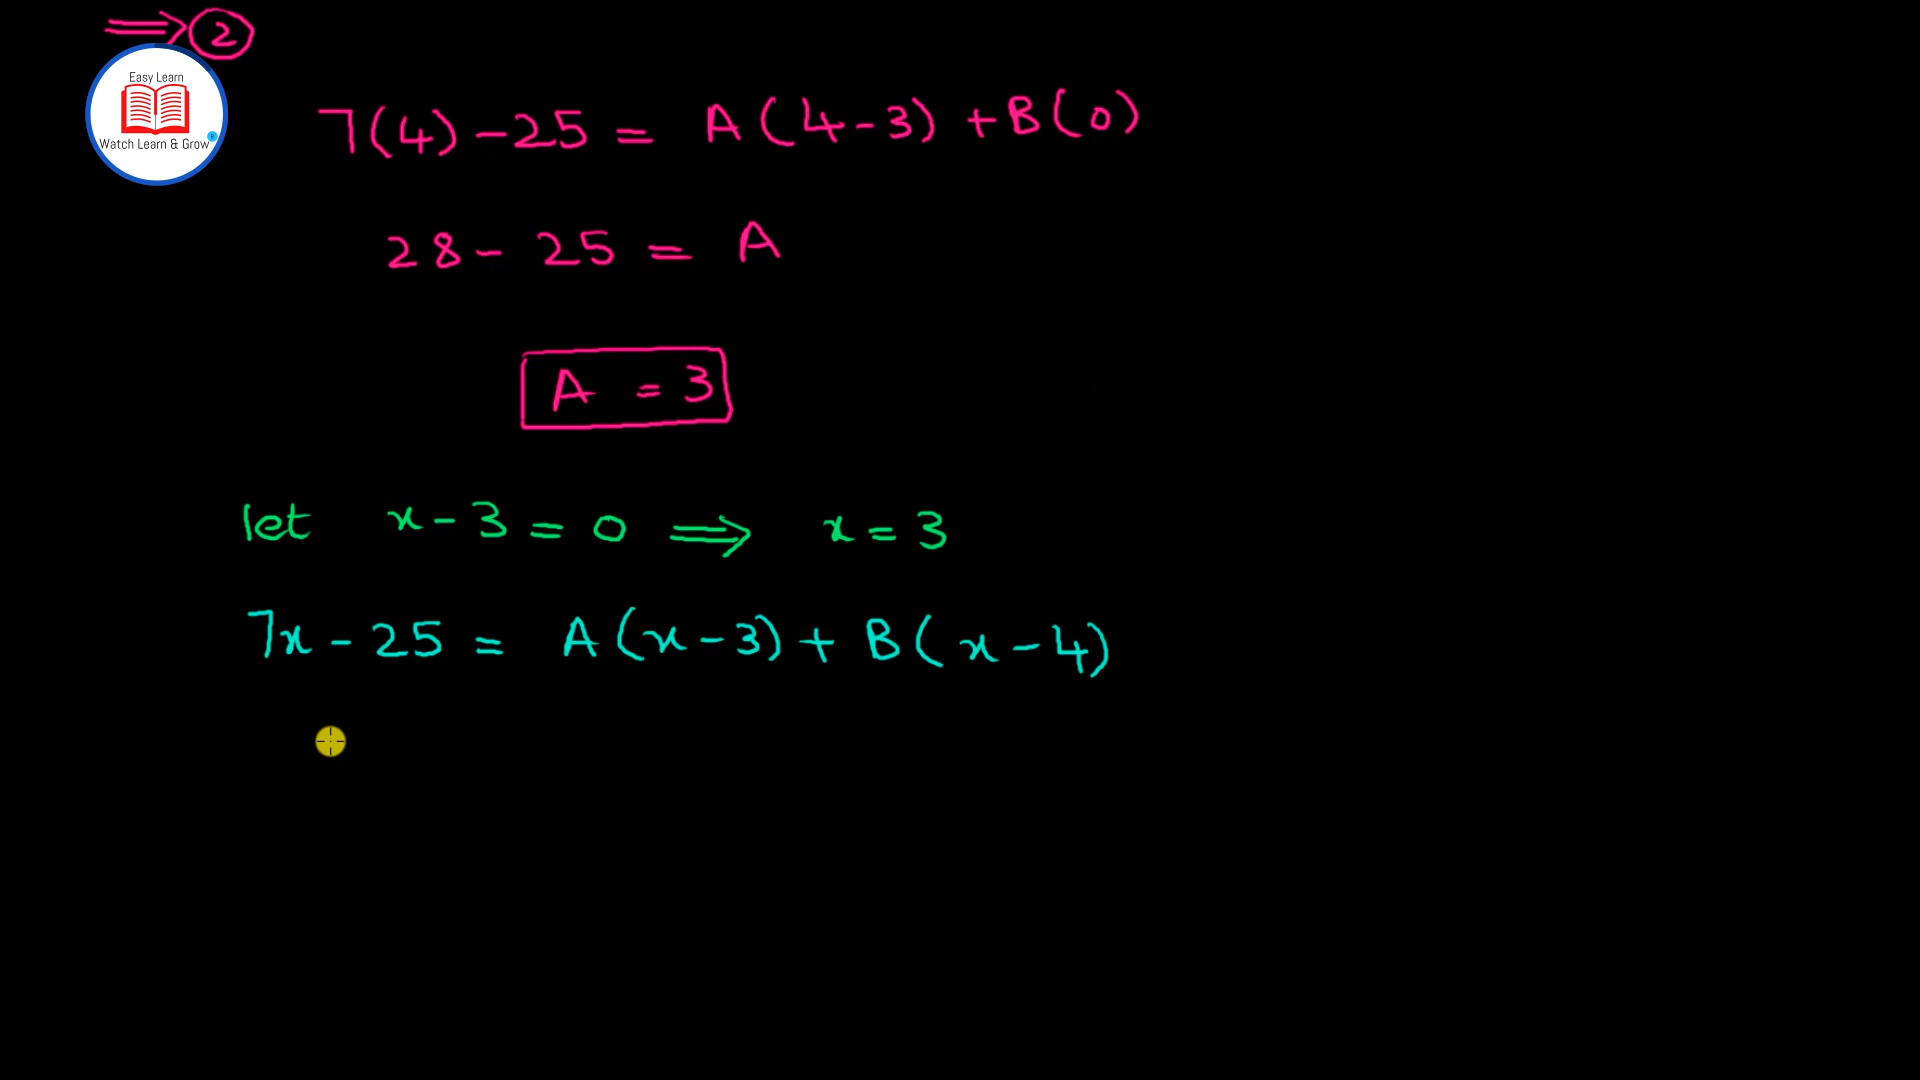 ⟹ ②
Easy Learn
Watch Learn & Grow
7(4) - 25 = A(4-3) + B(0)
28 - 25 = A
A = 3
let x - 3 = 0 ⟹ x = 3
7x - 25 = A(x-3) + B(x-4)